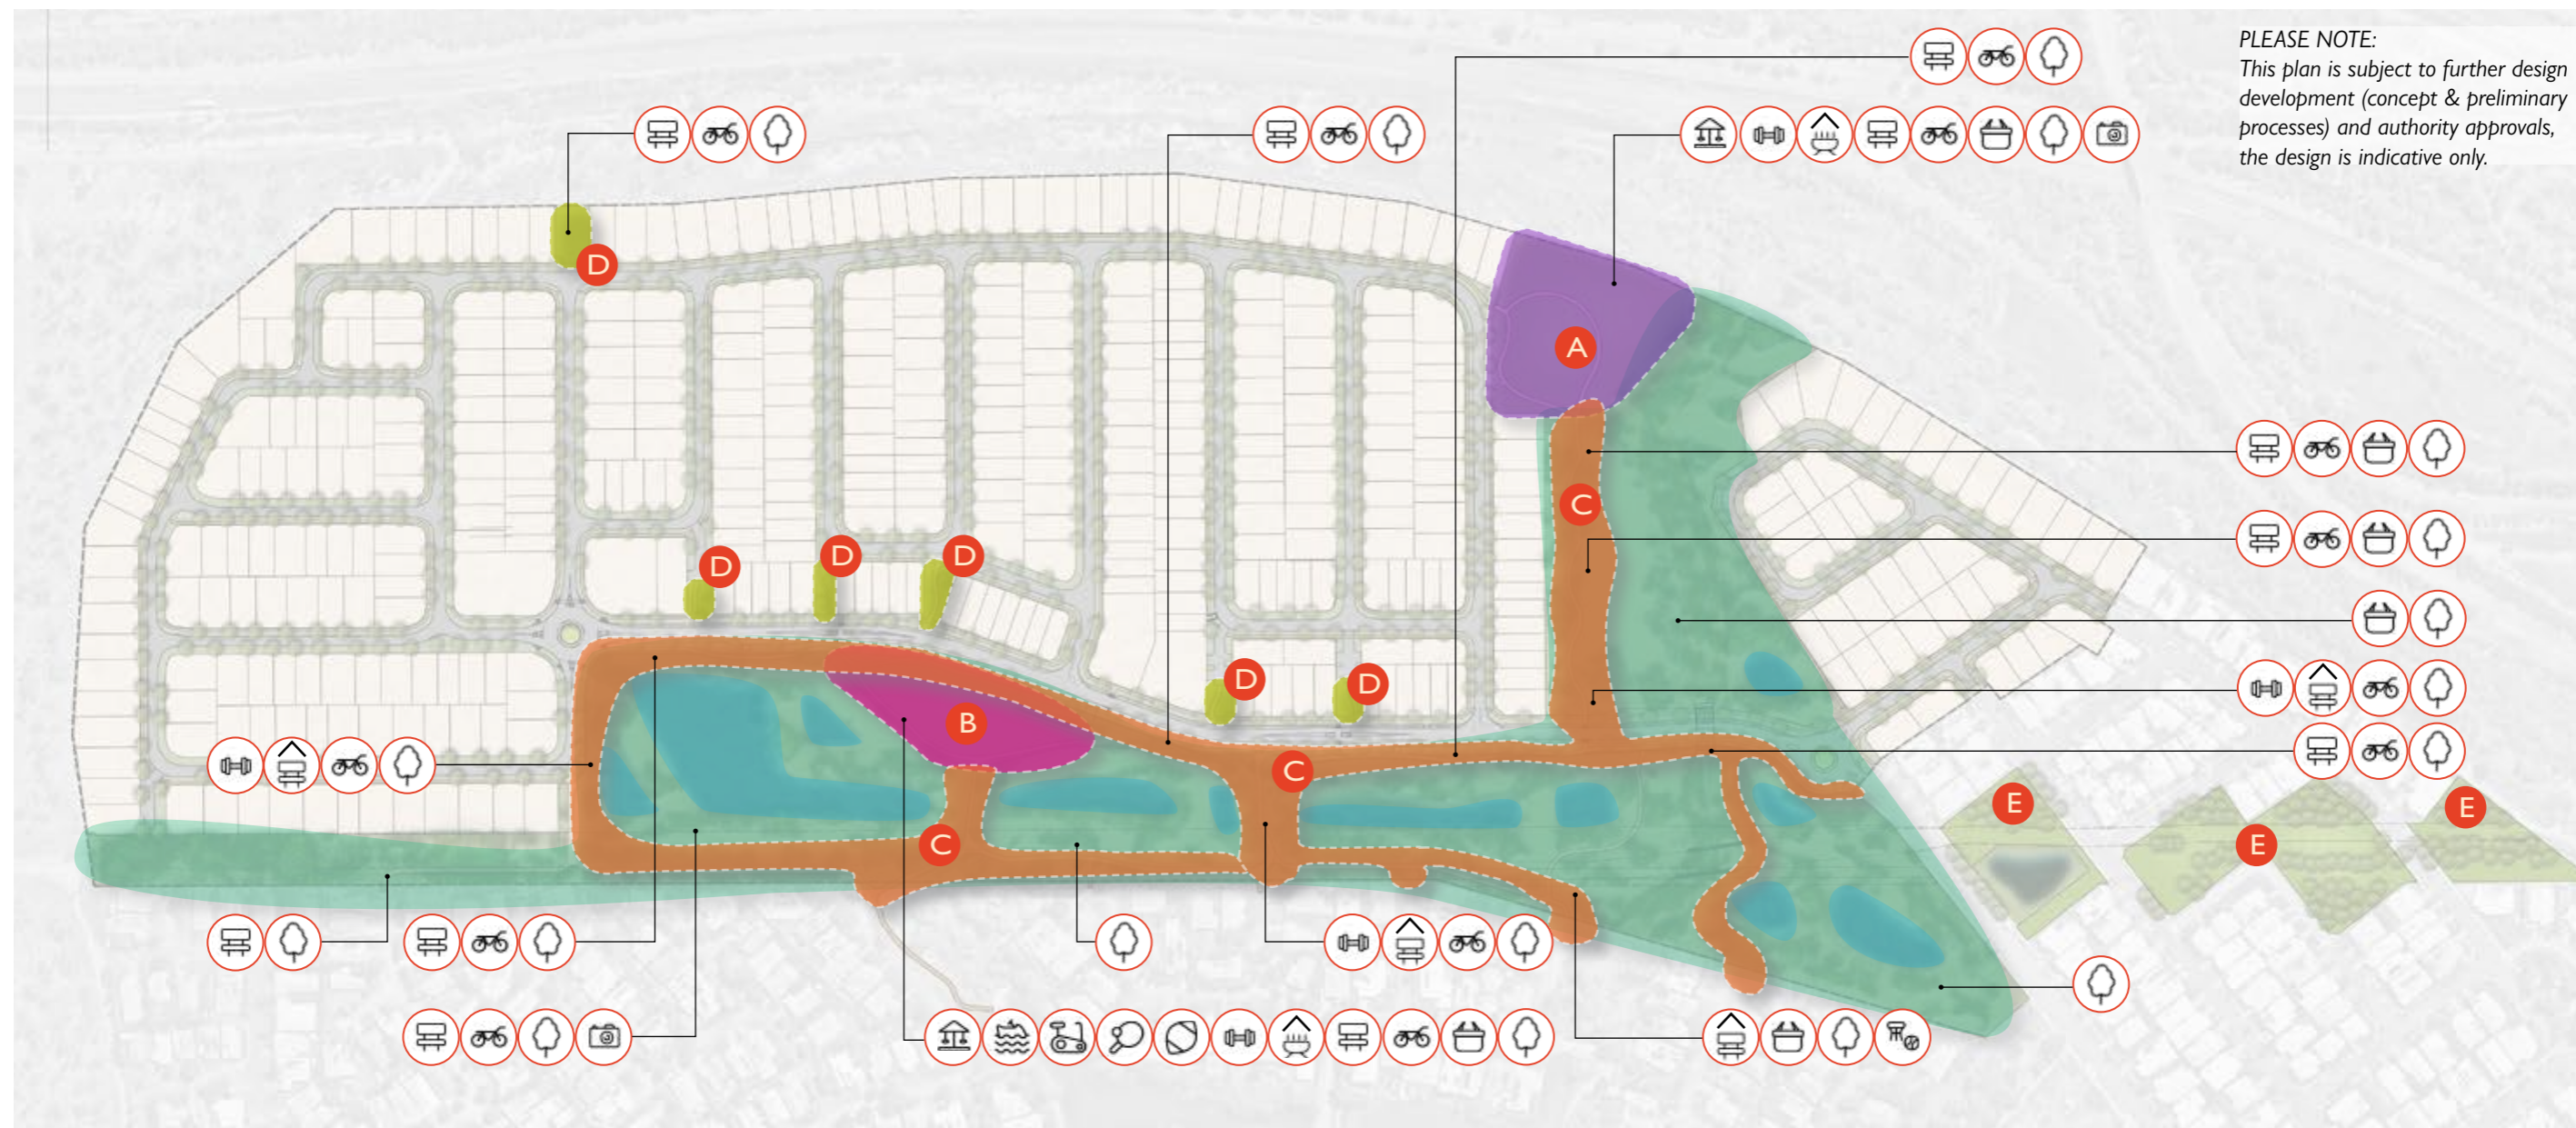 PLEASE NOTE:
This plan is subject to further design
development (concept & preliminary
processes) and authority approvals,
the design is indicative only.
D
A
C
D
D
D
D
D
B
C
C
E
E
E